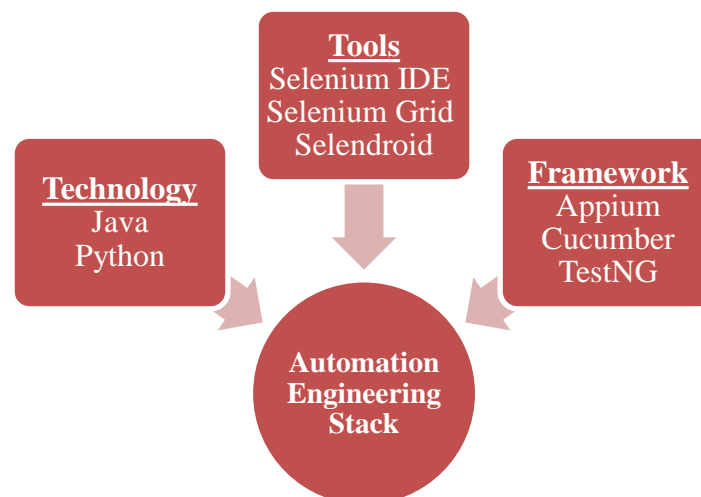 Tools
Selenium IDE
Selenium Grid
Selendroid
Technology
Java
Python
Framework
Appium
Cucumber
TestNG
Automation
Engineering
Stack